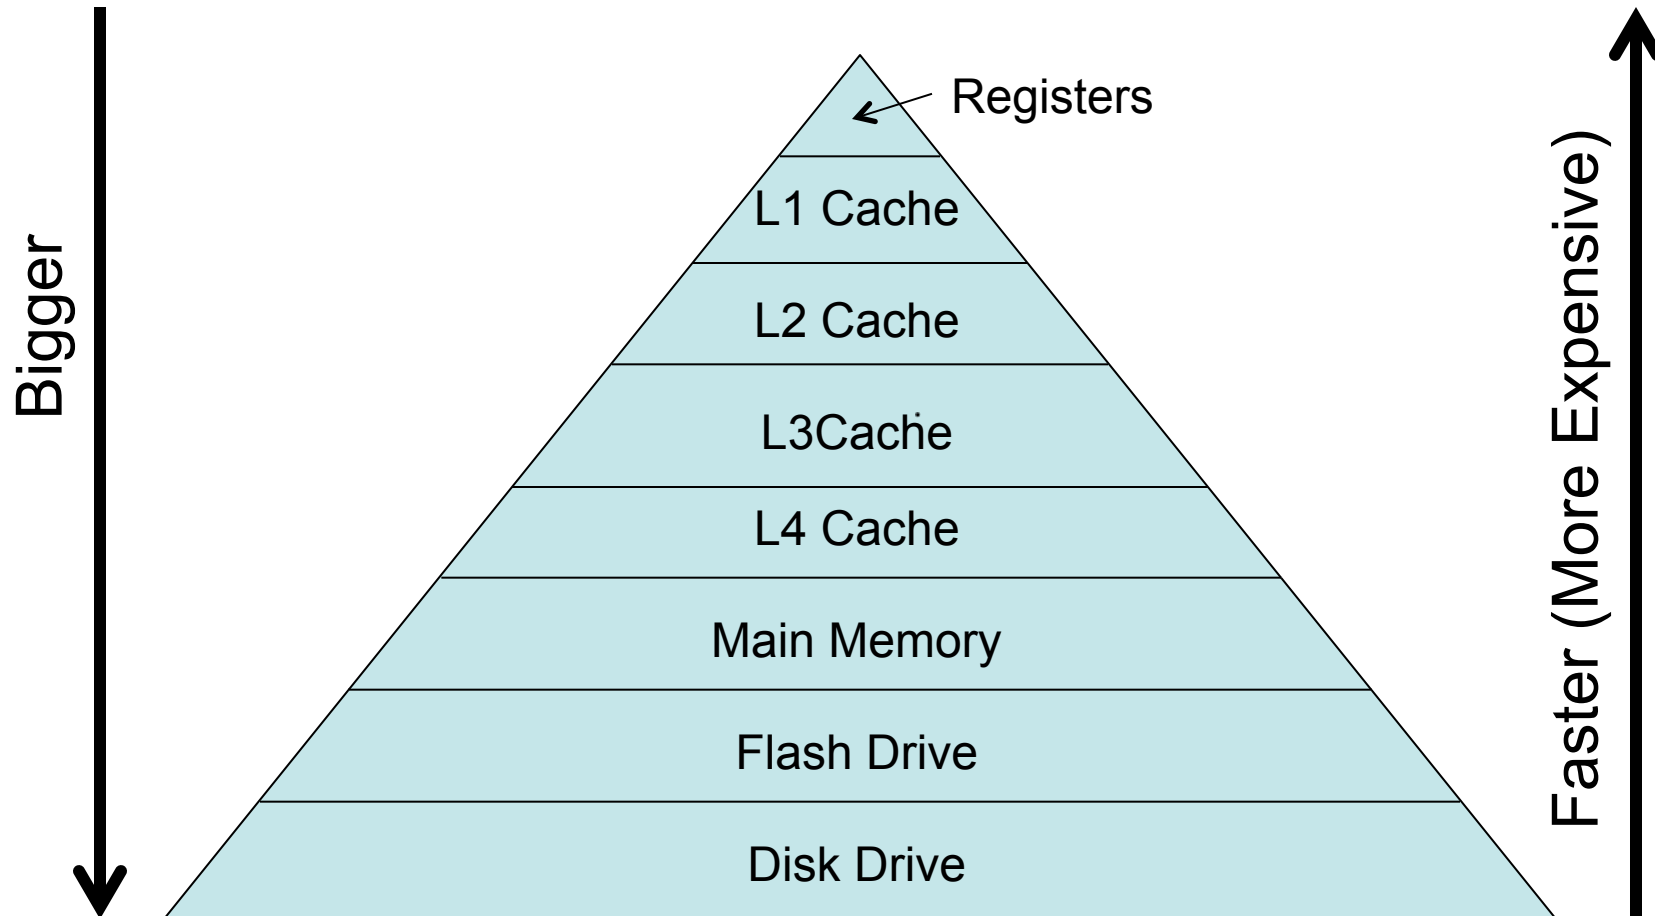 Registers
L1 Cache
L2 Cache
L3Cache
L4 Cache
Main Memory
Flash Drive
Disk Drive
Bigger
Faster (More Expensive)